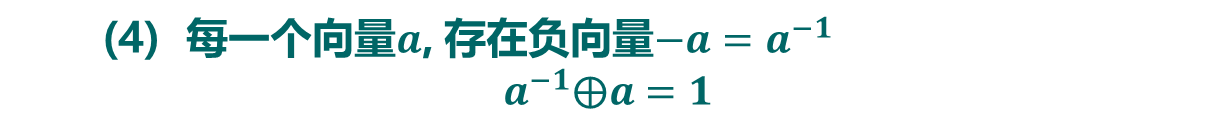 (4) 每一个向量a, 存在负向量−a = a⁻¹
a⁻¹⊕a = 1